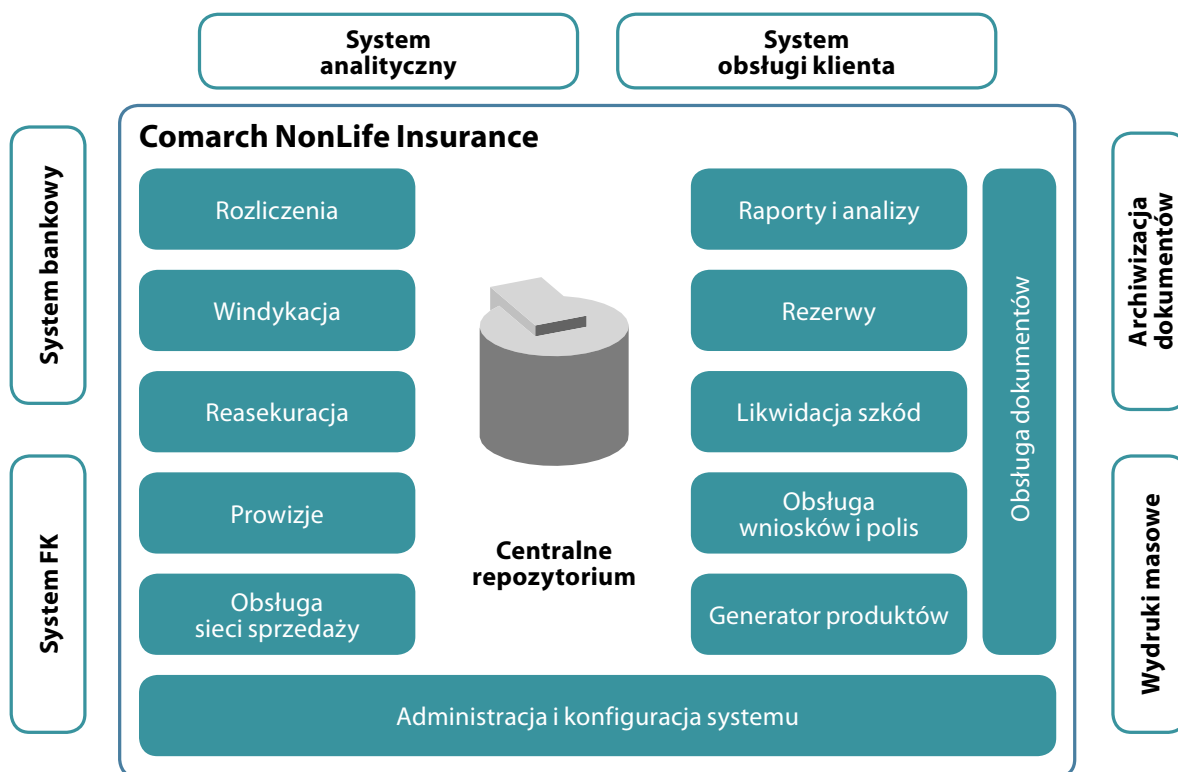 System
analityczny
System
obsługi klienta
System bankowy
System FK
Comarch NonLife Insurance
Rozliczenia
Windykacja
Reasekuracja
Prowizje
Obsługa
sieci sprzedaży
Centralne
repozytorium
Raporty i analizy
Rezerwy
Likwidacja szkód
Obsługa
wniosków i polis
Generator produktów
Obsługa dokumentów
Administracja i konfiguracja systemu
Archiwizacja
dokumentów
Wydruki masowe